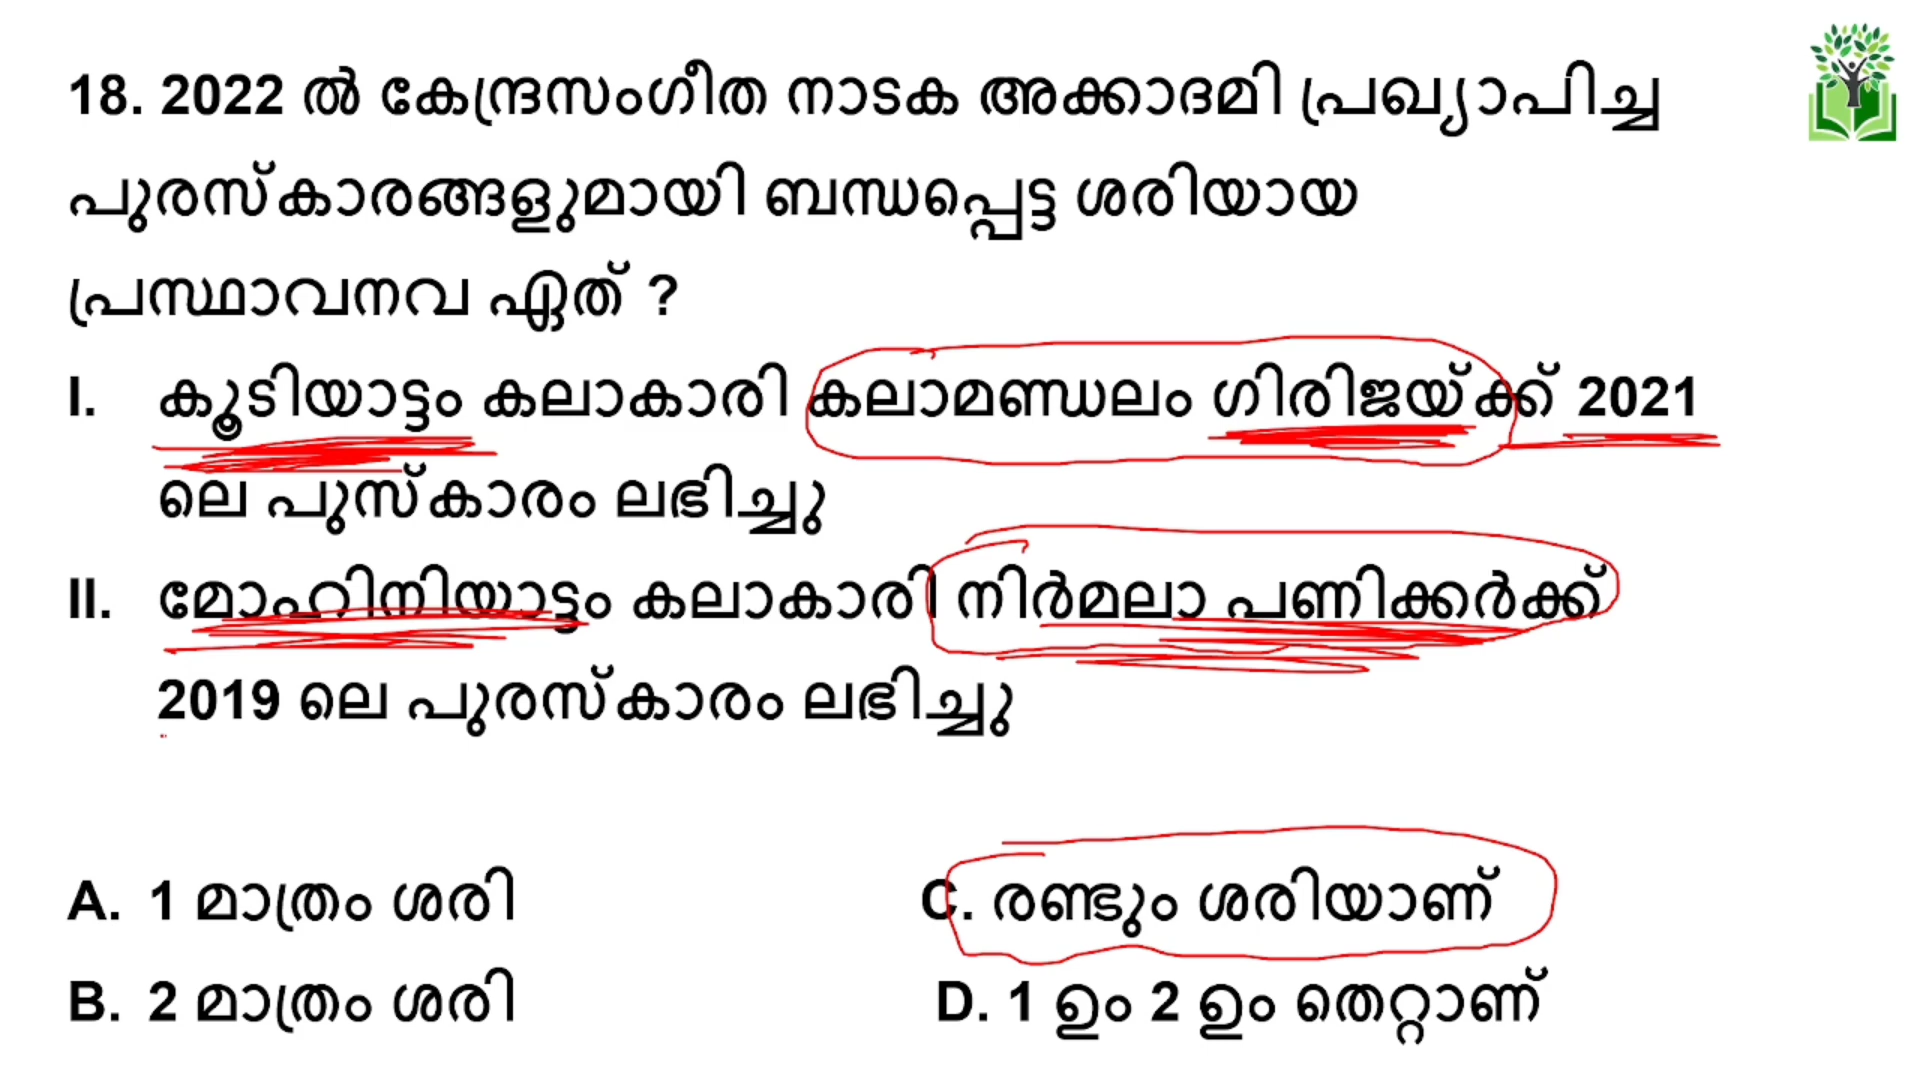 18. 2022 ൽ കേന്ദ്രസംഗീത നാടക അക്കാദമി പ്രഖ്യാപിച്ച
പുരസ്കാരങ്ങളുമായി ബന്ധപ്പെട്ട ശരിയായ
പ്രസ്ഥാവനവ ഏത് ?
I. കൂടിയാട്ടം കലാകാരി കലാമണ്ഡലം ഗിരിജയ്ക്ക് 2021
ലെ പുസ്കാരം ലഭിച്ചു
II. മോഹിനിയാട്ടം കലാകാരി നിർമലാ പണിക്കർക്ക്
2019 ലെ പുരസ്കാരം ലഭിച്ചു
A. 1 മാത്രം ശരി
C. രണ്ടും ശരിയാണ്
B. 2 മാത്രം ശരി
D. 1 ഉം 2 ഉം തെറ്റാണ്